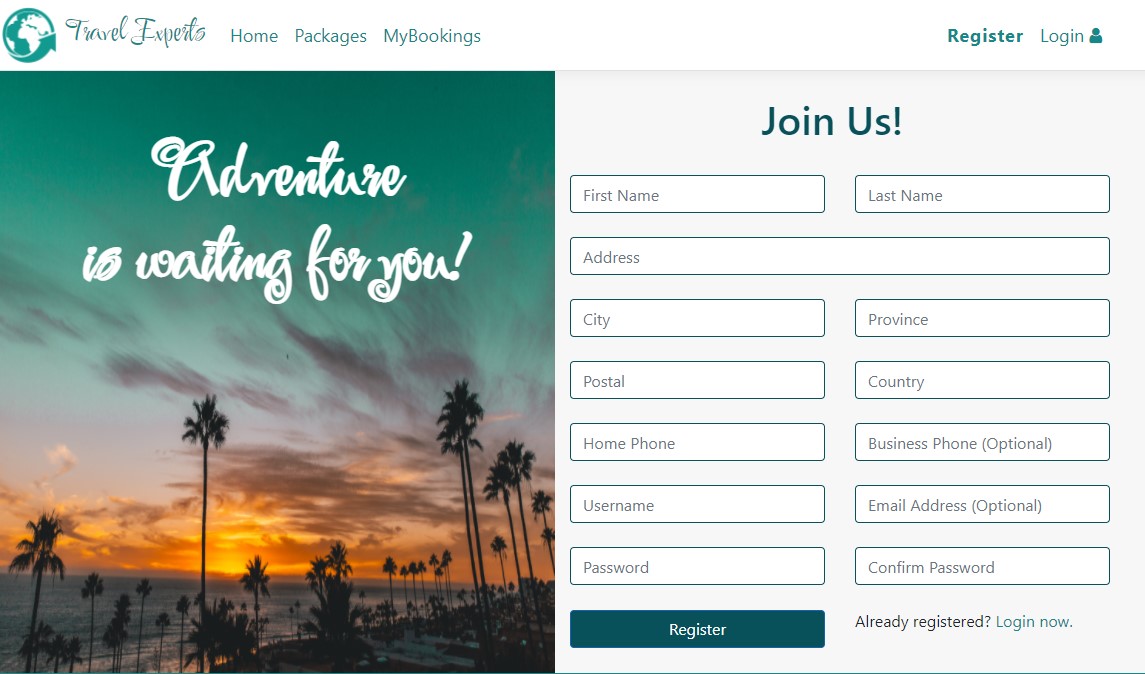 Travel Experts Home Packages MyBookings Register Login
Adventure
is waiting for you!
Join Us!
First Name Last Name
Address
City Province
Postal Country
Home Phone Business Phone (Optional)
Username Email Address (Optional)
Password Confirm Password
Register Already registered? Login now.